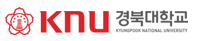 KNU 경북대학교
KYUNGPOOK NATIONAL UNIVERSITY